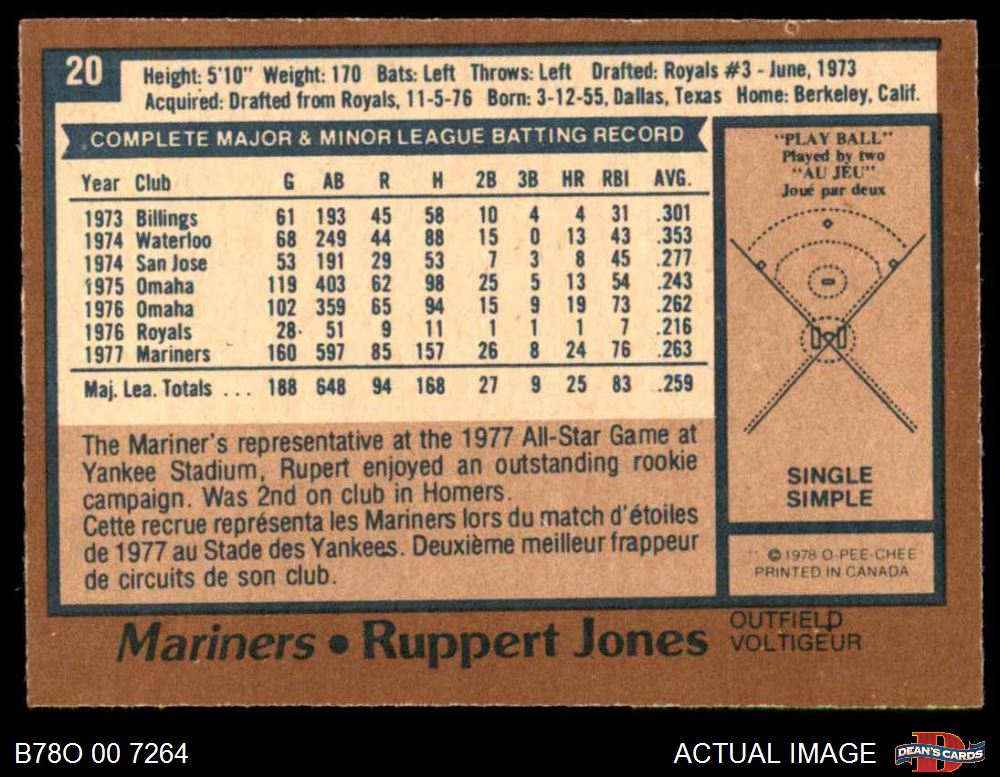 20
Height: 5'10" Weight: 170 Bats: Left Throws: Left Drafted: Royals #3 - June, 1973
Acquired: Drafted from Royals, 11-5-76 Born: 3-12-55, Dallas, Texas Home: Berkeley, Calif.
COMPLETE MAJOR & MINOR LEAGUE BATTING RECORD
Year Club G AB R H 2B 3B HR RBI AVG.
1973 Billings 61 193 45 58 10 4 4 31 .301
1974 Waterloo 68 249 44 88 15 0 13 43 .353
1974 San Jose 53 191 29 53 7 3 8 45 .277
1975 Omaha 119 403 62 98 25 5 13 54 .243
1976 Omaha 102 359 65 94 15 9 19 73 .262
1976 Royals 28 51 9 11 1 1 1 7 .216
1977 Mariners 160 597 85 157 26 8 24 76 .263
Maj. Lea. Totals ... 188 648 94 168 27 9 25 83 .259
The Mariner's representative at the 1977 All-Star Game at
Yankee Stadium, Rupert enjoyed an outstanding rookie
campaign. Was 2nd on club in Homers.
Cette recrue représenta les Mariners lors du match d'étoiles
de 1977 au Stade des Yankees. Deuxième meilleur frappeur
de circuits de son club.
"PLAY BALL"
Played by two
"AU JEU"
Joué par deux
SINGLE
SIMPLE
© 1978 O-PEE-CHEE
PRINTED IN CANADA
Mariners • Ruppert Jones
OUTFIELD
VOLTIGEUR
B78O 00 7264
ACTUAL IMAGE
D
DEAN'S CARDS